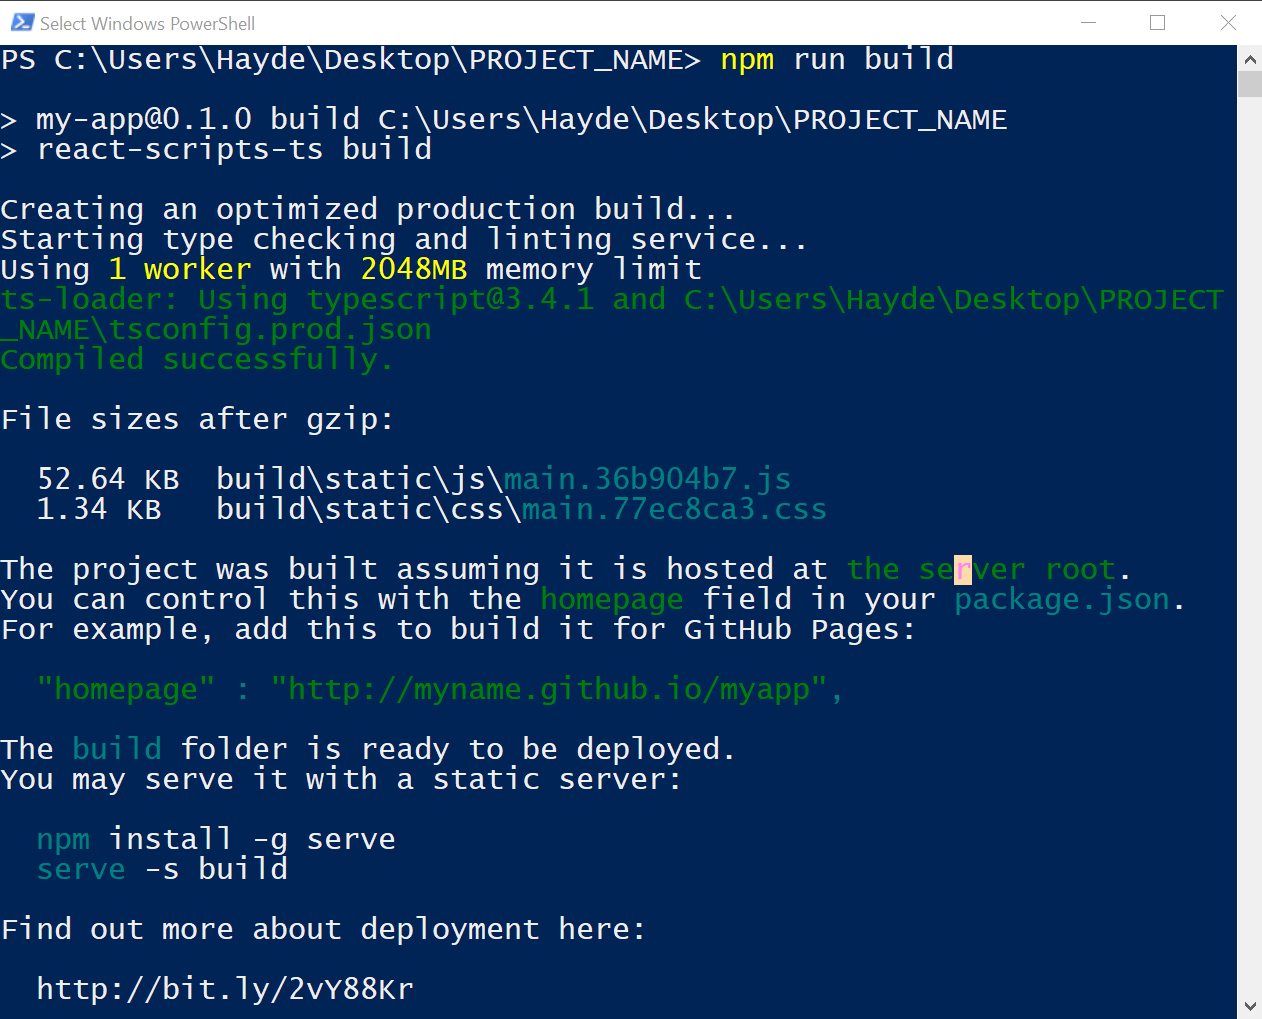 Select Windows PowerShell
PS C:\Users\Hayde\Desktop\PROJECT_NAME> npm run build
> my-app@0.1.0 build C:\Users\Hayde\Desktop\PROJECT_NAME
> react-scripts-ts build
Creating an optimized production build...
Starting type checking and linting service...
Using 1 worker with 2048MB memory limit
ts-loader: Using typescript@3.4.1 and C:\Users\Hayde\Desktop\PROJECT
_NAME\tsconfig.prod.json
Compiled successfully.
File sizes after gzip:
52.64 KB  build\static\js\main.36b904b7.js
1.34 KB   build\static\css\main.77ec8ca3.css
The project was built assuming it is hosted at the server root.
You can control this with the homepage field in your package.json.
For example, add this to build it for GitHub Pages:
"homepage" : "http://myname.github.io/myapp",
The build folder is ready to be deployed.
You may serve it with a static server:
npm install -g serve
serve -s build
Find out more about deployment here:
http://bit.ly/2vY88Kr